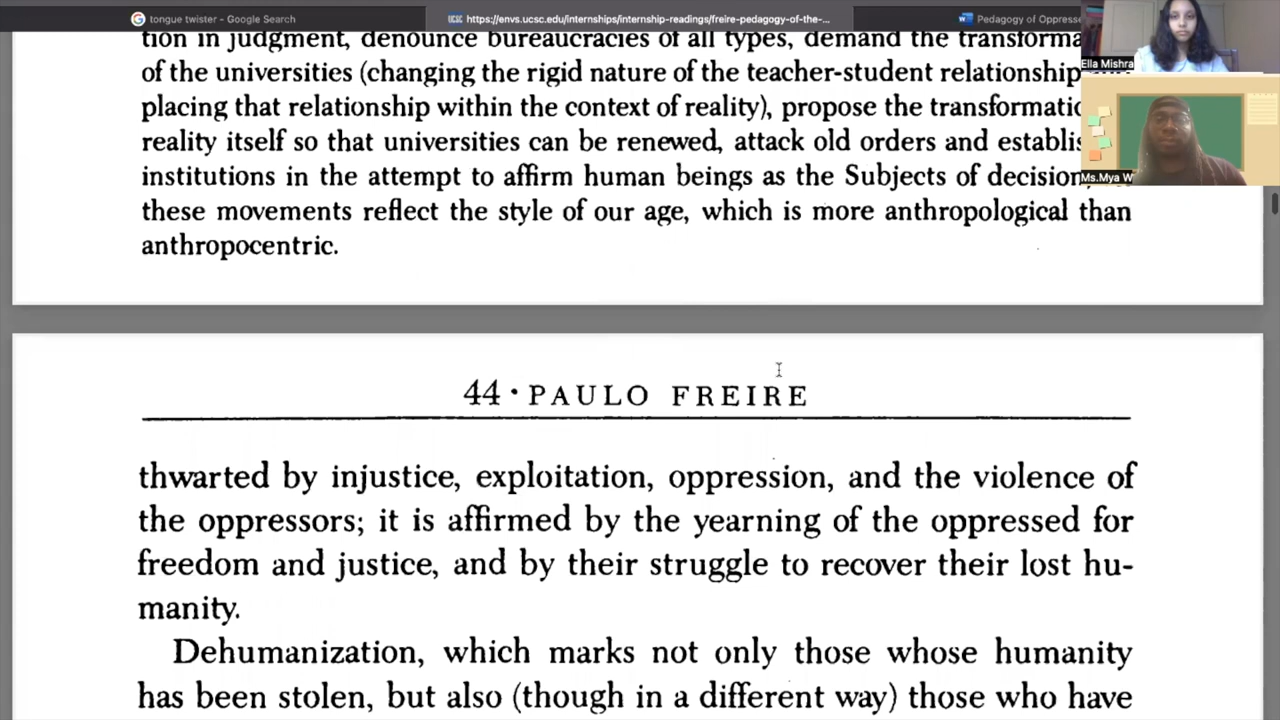 tongue twister - Google Search
https://envs.ucsc.edu/internships/internship-readings/freire-pedagogy-of-the-...
Pedagogy of Oppresse
tion in judgment, denounce bureaucracies of all types, demand the transforma
of the universities (changing the rigid nature of the teacher-student relationship
placing that relationship within the context of reality), propose the transformatio
reality itself so that universities can be renewed, attack old orders and establis
institutions in the attempt to affirm human beings as the Subjects of decision,
these movements reflect the style of our age, which is more anthropological than
anthropocentric.
Ella Mishra
Ms.Mya W
44 · PAULO FREIRE
thwarted by injustice, exploitation, oppression, and the violence of
the oppressors; it is affirmed by the yearning of the oppressed for
freedom and justice, and by their struggle to recover their lost hu-
manity.
Dehumanization, which marks not only those whose humanity
has been stolen, but also (though in a different way) those who have